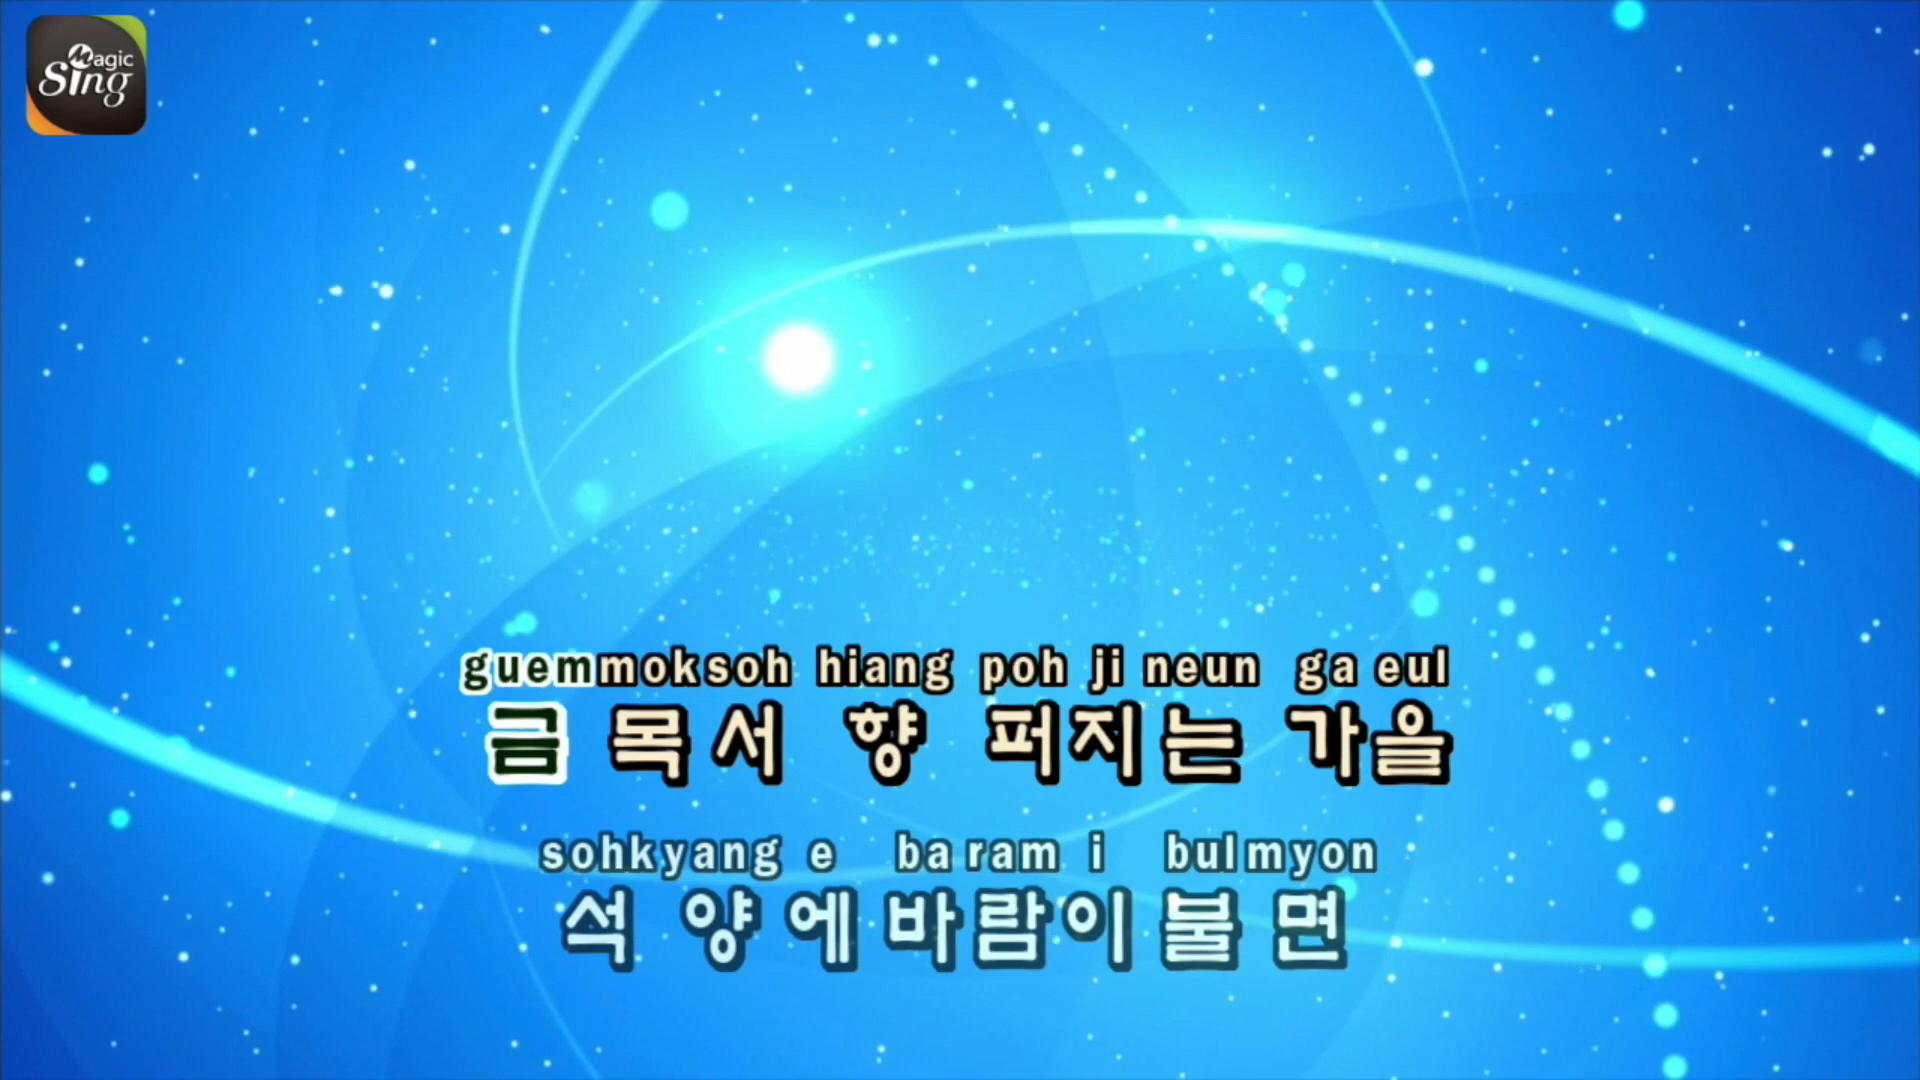 Magic
Sing
guemmoksoh hiang poh ji neun ga eul
금 목서 향 퍼지는 가을
sohkyang e ba ram i bulmyon
석 양에바람이 불 면